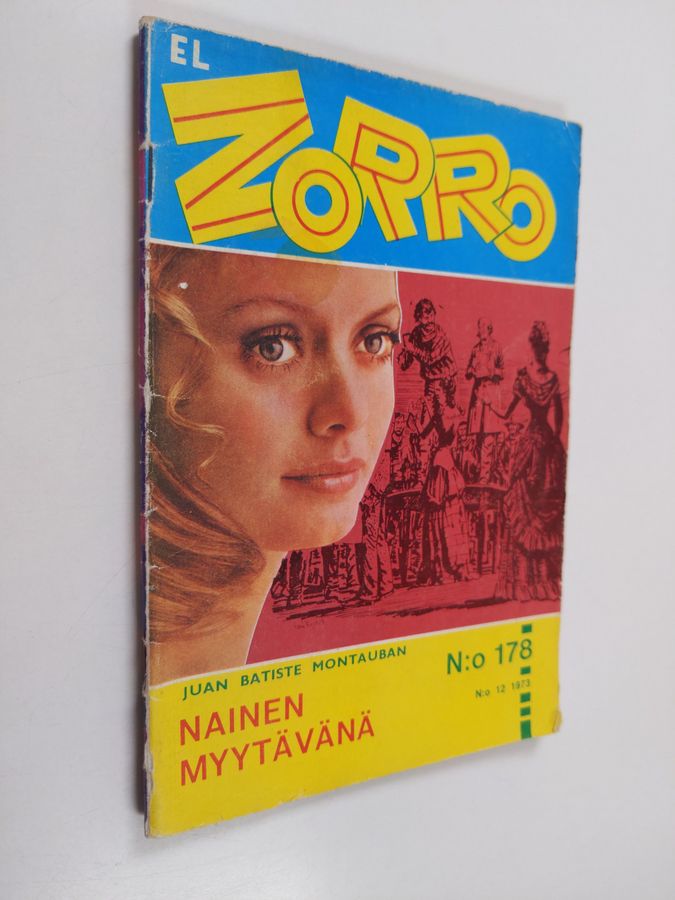 EL
ZORRO
JUAN BATISTE MONTAUBAN
N:o 178
N:o 12 1973
NAINEN
MYYTÄVÄNÄ